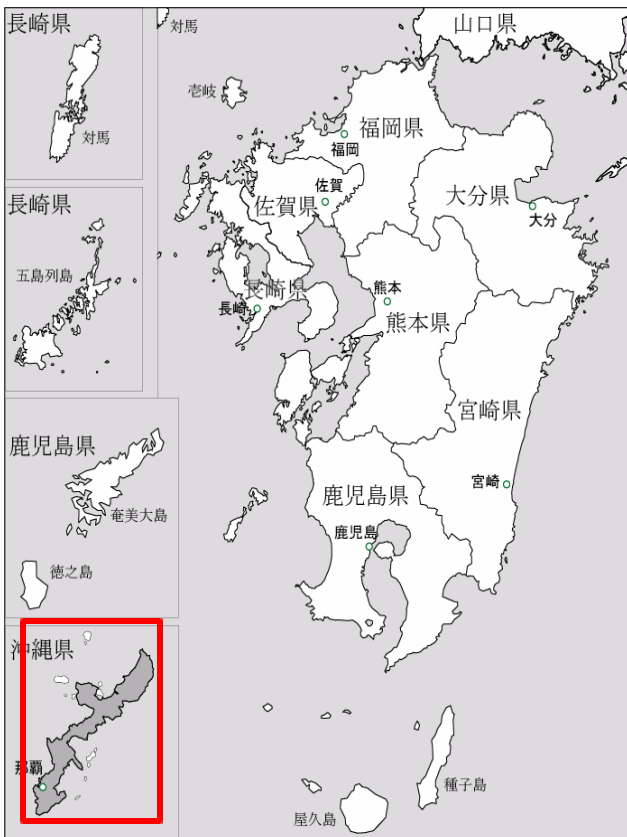 長崎県
対馬
長崎県
五島列島
鹿児島県
奄美大島
徳之島
沖縄県
那覇
対馬
山口県
壱岐
福岡県
福岡
佐賀
佐賀県
大分県
大分
長崎県
長崎
熊本
熊本県
宮崎県
宮崎
鹿児島県
鹿児島
種子島
屋久島